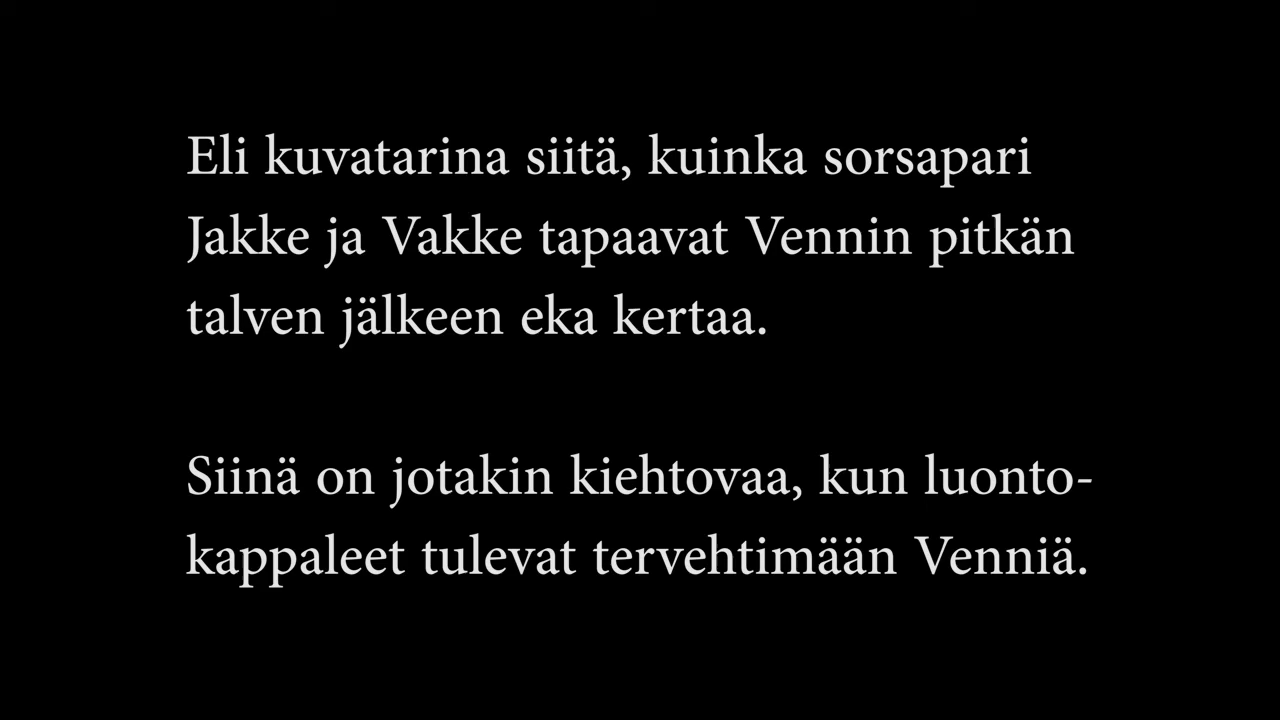 Eli kuvatarina siitä, kuinka sorsapari
Jakke ja Vakke tapaavat Vennin pitkän
talven jälkeen eka kertaa.
Siinä on jotakin kiehtovaa, kun luonto-
kappaleet tulevat tervehtimään Venniä.